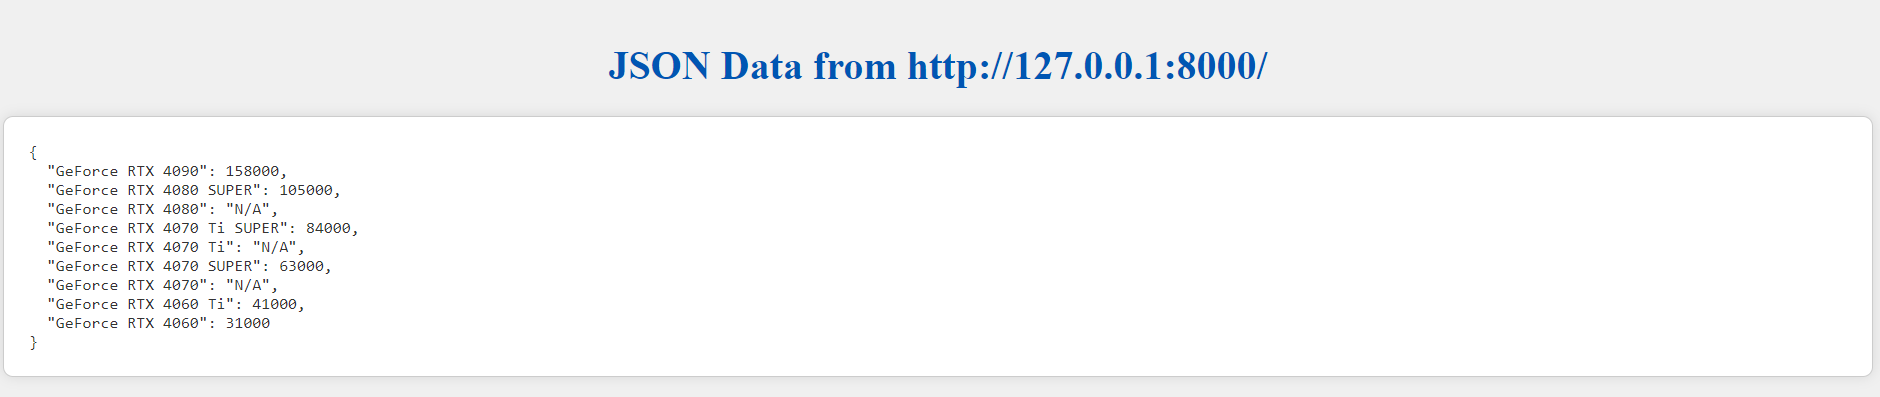 JSON Data from http://127.0.0.1:8000/
{
  "GeForce RTX 4090": 158000,
  "GeForce RTX 4080 SUPER": 105000,
  "GeForce RTX 4080": "N/A",
  "GeForce RTX 4070 Ti SUPER": 84000,
  "GeForce RTX 4070 Ti": "N/A",
  "GeForce RTX 4070 SUPER": 63000,
  "GeForce RTX 4070": "N/A",
  "GeForce RTX 4060 Ti": 41000,
  "GeForce RTX 4060": 31000
}